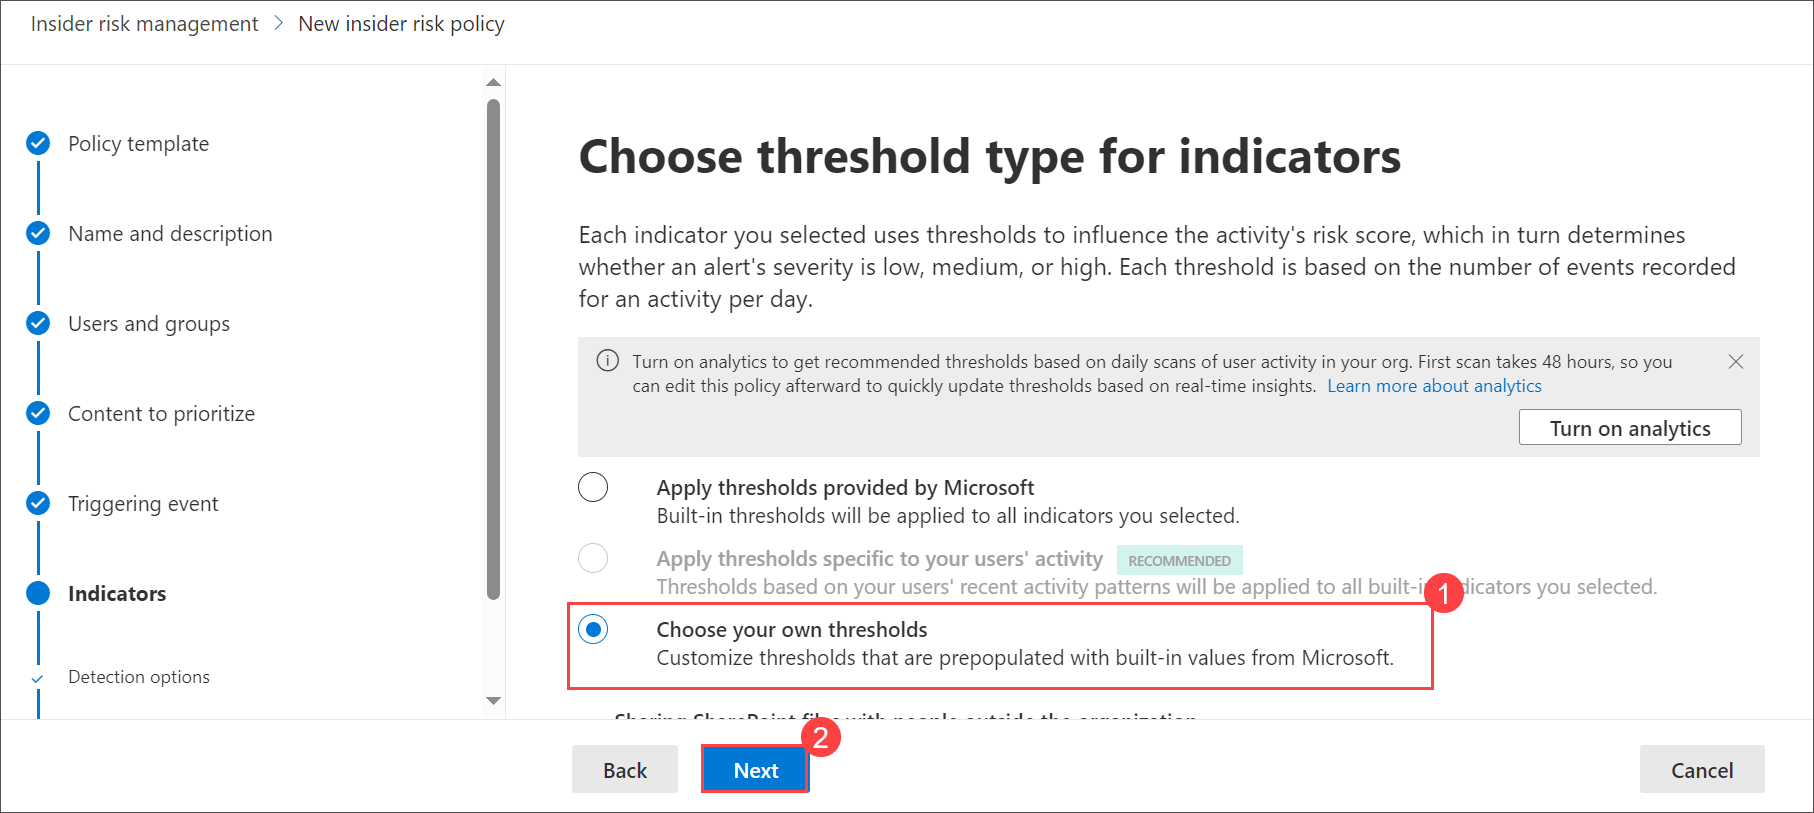 Insider risk management > New insider risk policy
Policy template
Name and description
Users and groups
Content to prioritize
Triggering event
Indicators
Detection options
Choose threshold type for indicators
Each indicator you selected uses thresholds to influence the activity's risk score, which in turn determines
whether an alert's severity is low, medium, or high. Each threshold is based on the number of events recorded
for an activity per day.
Turn on analytics to get recommended thresholds based on daily scans of user activity in your org. First scan takes 48 hours, so you
can edit this policy afterward to quickly update thresholds based on real-time insights. Learn more about analytics
Turn on analytics
Apply thresholds provided by Microsoft
Built-in thresholds will be applied to all indicators you selected.
Apply thresholds specific to your users' activity RECOMMENDED
Thresholds based on your users' recent activity patterns will be applied to all built-indicators you selected.
1
Choose your own thresholds
Customize thresholds that are prepopulated with built-in values from Microsoft.
Sharing SharePoint files with people outside the organization
2
Back
Next
Cancel